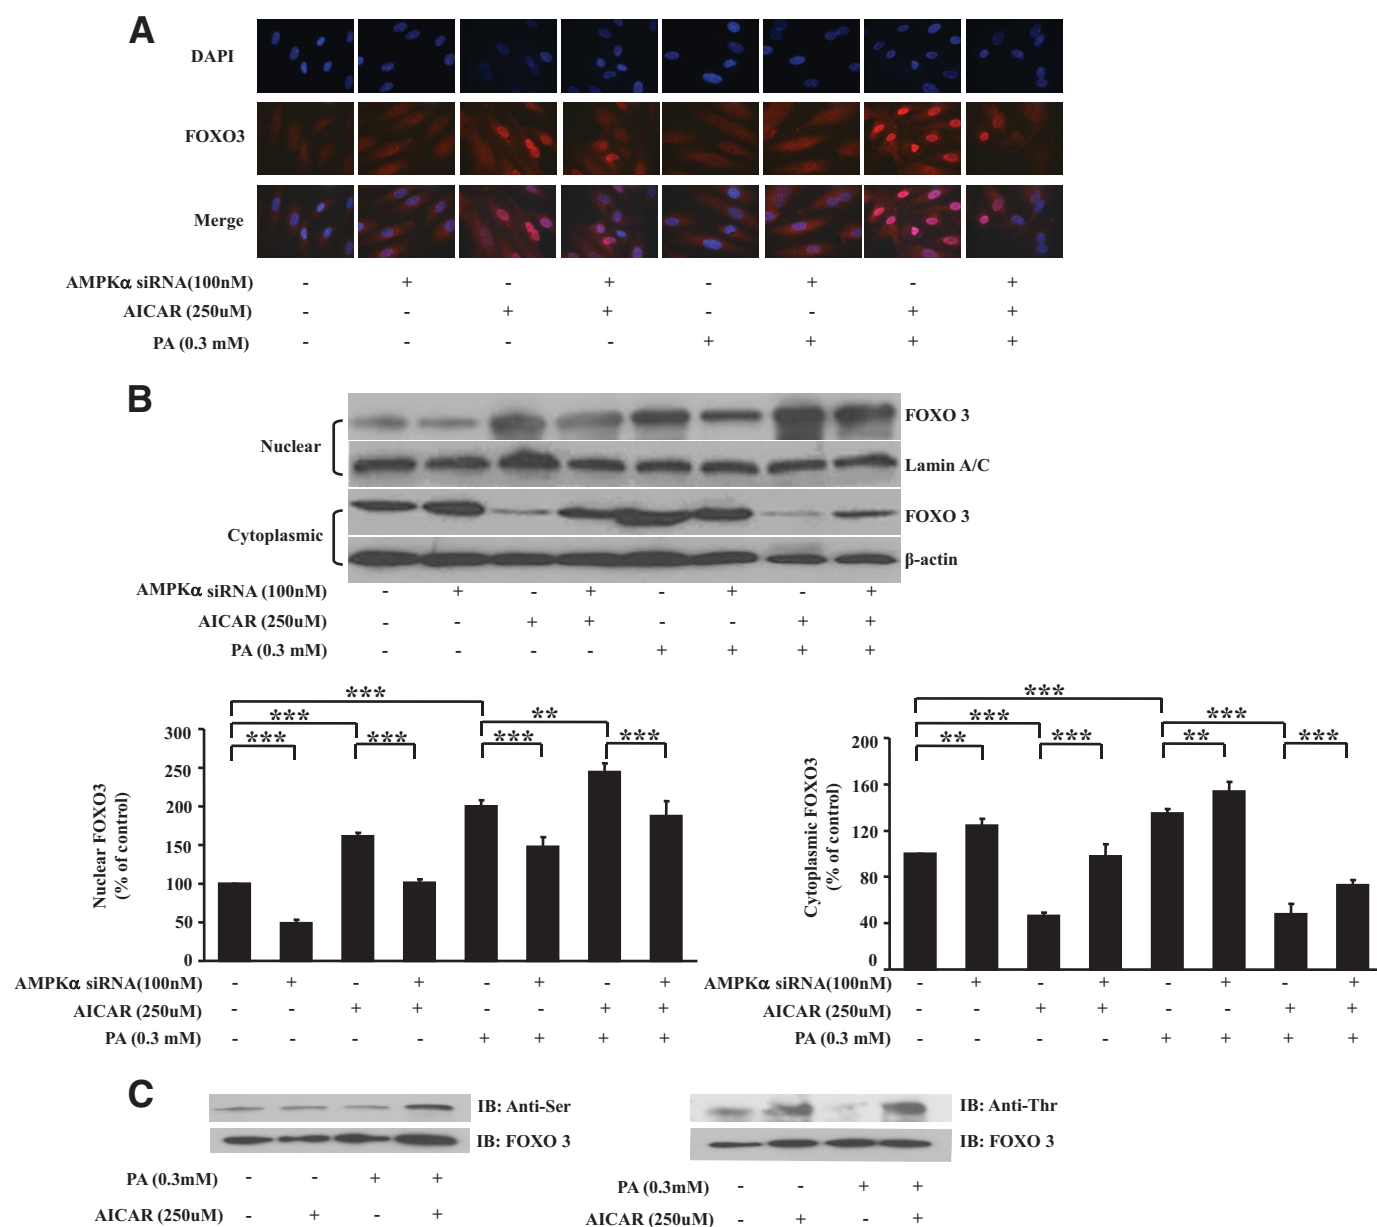 A
DAPI
FOXO3
Merge
AMPKα siRNA(100nM) - + - + - + - +
AICAR (250uM) - - + + - - + +
PA (0.3 mM) - - - - + + + +
B
Nuclear
FOXO 3
Lamin A/C
Cytoplasmic
FOXO 3
β-actin
AMPKα siRNA (100nM) - + - + - + - +
AICAR (250uM) - - + + - - + +
PA (0.3 mM) - - - - + + + +
Nuclear FOXO3
(% of control)
300
250
200
150
100
50
0
***
***
**
***
***
***
***
AMPKα siRNA(100nM) - + - + - + - +
AICAR (250uM) - - + + - - + +
PA (0.3 mM) - - - - + + + +
Cytoplasmic FOXO3
(% of control)
200
160
120
80
40
0
***
***
***
**
***
**
***
AMPKα siRNA(100nM) - + - + - + - +
AICAR (250uM) - - + + - - + +
PA (0.3 mM) - - - - + + + +
C
IB: Anti-Ser
IB: FOXO 3
PA (0.3mM) - - + +
AICAR (250uM) - + - +
IB: Anti-Thr
IB: FOXO 3
PA (0.3mM) - - + +
AICAR (250uM) - + - +